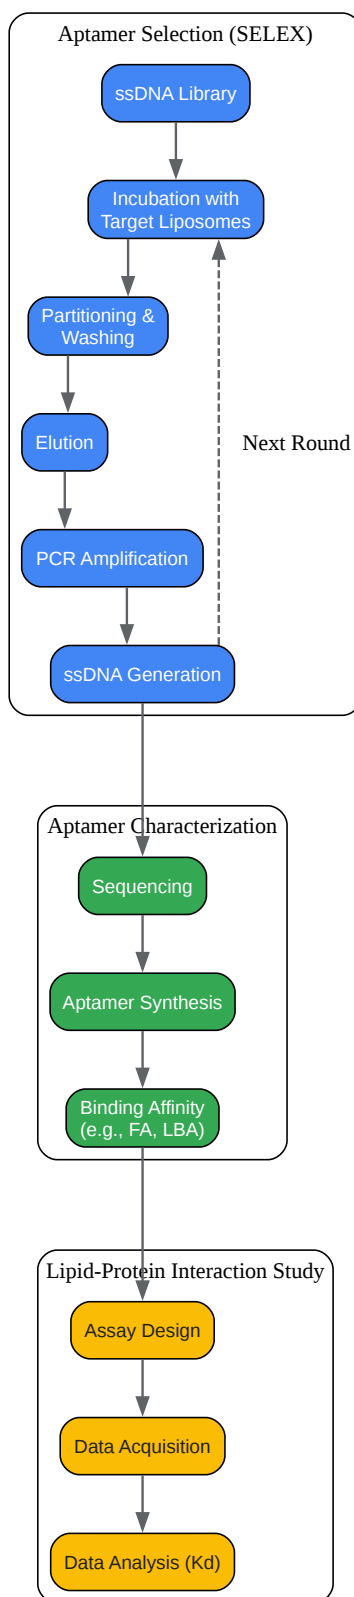 Aptamer Selection (SELEX)
ssDNA Library
Incubation with
Target Liposomes
Partitioning &
Washing
Elution
Next Round
PCR Amplification
ssDNA Generation
Aptamer Characterization
Sequencing
Aptamer Synthesis
Binding Affinity
(e.g., FA, LBA)
Lipid-Protein Interaction Study
Assay Design
Data Acquisition
Data Analysis (Kd)